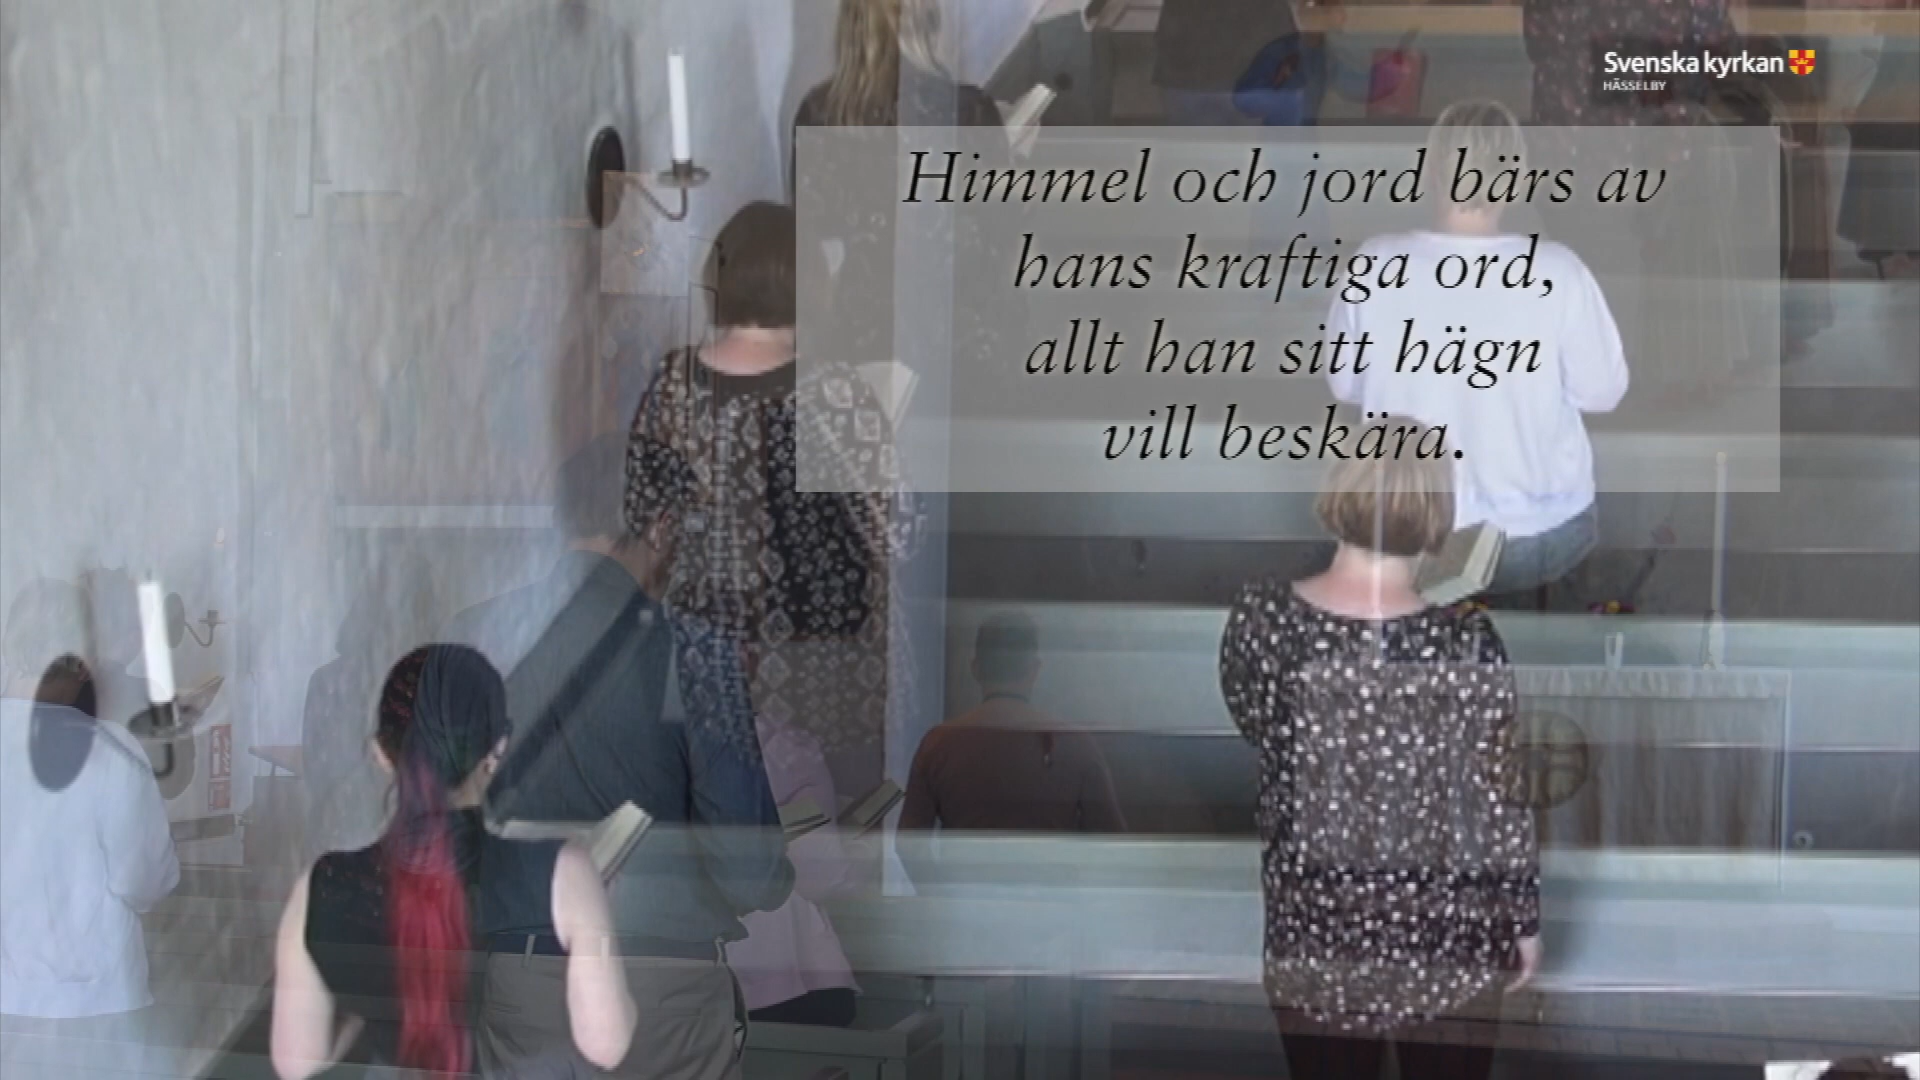 Svenska kyrkan
HÄSSELBY
Himmel och jord bärs av
hans kraftiga ord,
allt han sitt hägn
vill beskära.